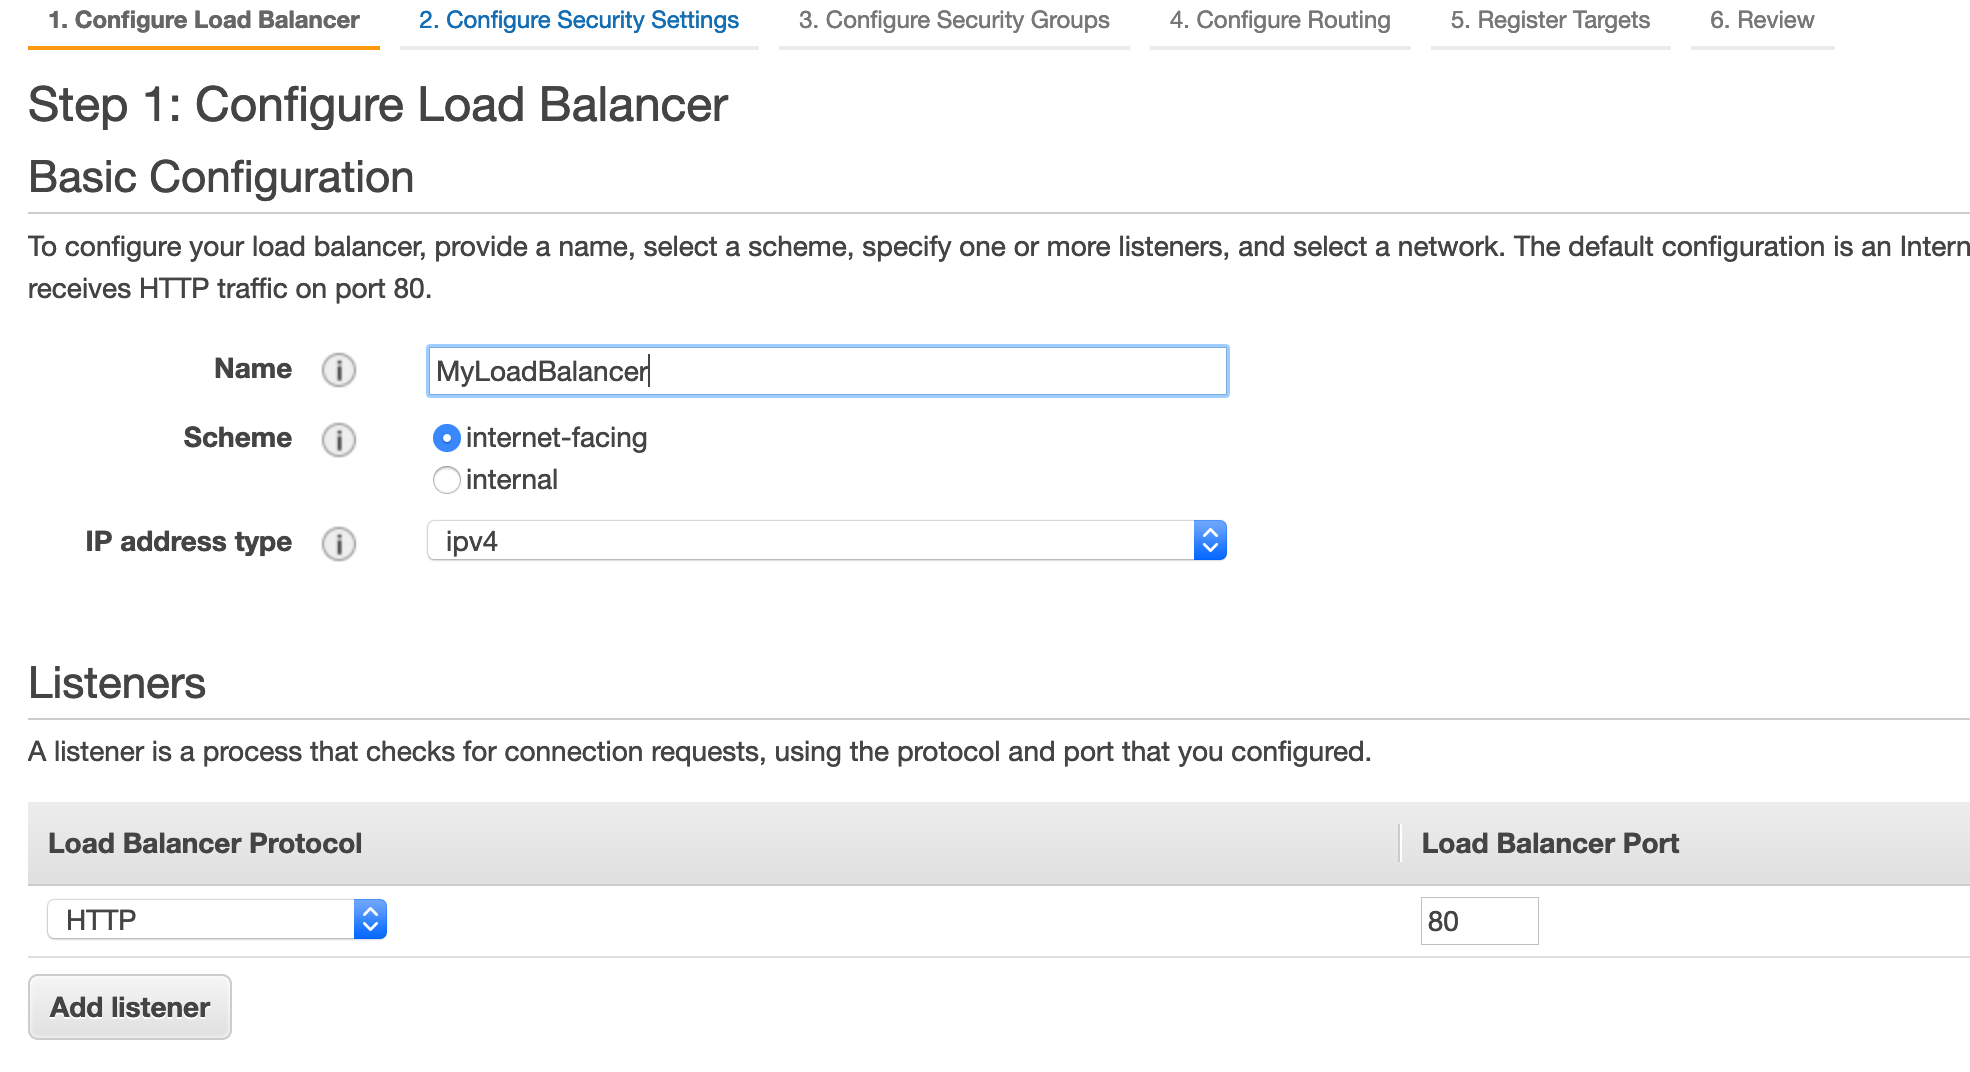 1. Configure Load Balancer 2. Configure Security Settings 3. Configure Security Groups 4. Configure Routing 5. Register Targets 6. Review
Step 1: Configure Load Balancer
Basic Configuration
To configure your load balancer, provide a name, select a scheme, specify one or more listeners, and select a network. The default configuration is an Intern
receives HTTP traffic on port 80.
Name i MyLoadBalancer
Scheme i internet-facing
internal
IP address type i ipv4
Listeners
A listener is a process that checks for connection requests, using the protocol and port that you configured.
Load Balancer Protocol Load Balancer Port
HTTP 80
Add listener